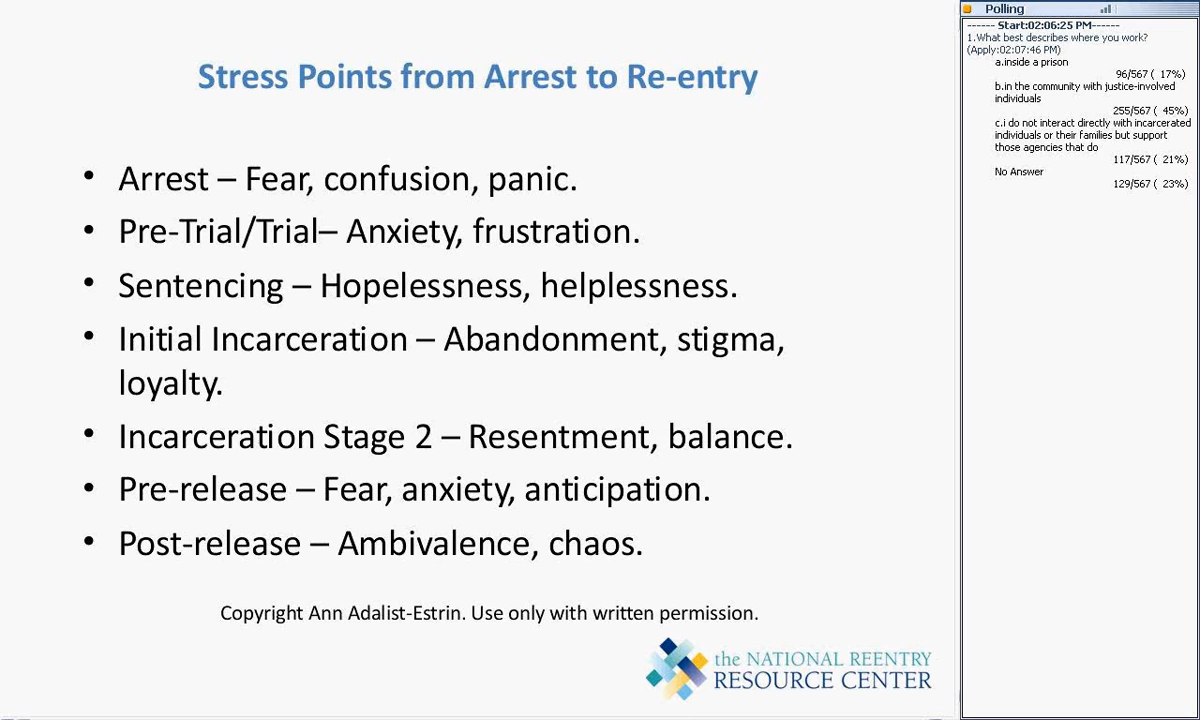 Stress Points from Arrest to Re-entry
• Arrest – Fear, confusion, panic.
• Pre-Trial/Trial– Anxiety, frustration.
• Sentencing – Hopelessness, helplessness.
• Initial Incarceration – Abandonment, stigma,
loyalty.
• Incarceration Stage 2 – Resentment, balance.
• Pre-release – Fear, anxiety, anticipation.
• Post-release – Ambivalence, chaos.
Copyright Ann Adalist-Estrin. Use only with written permission.
the NATIONAL REENTRY
RESOURCE CENTER
Polling
------ Start:02:06:25 PM------
1.What best describes where you work?
(Apply:02:07:46 PM)
a.inside a prison
96/567 ( 17%)
b.in the community with justice-involved
individuals
255/567 ( 45%)
c.i do not interact directly with incarcerated
individuals or their families but support
those agencies that do
117/567 ( 21%)
No Answer
129/567 ( 23%)